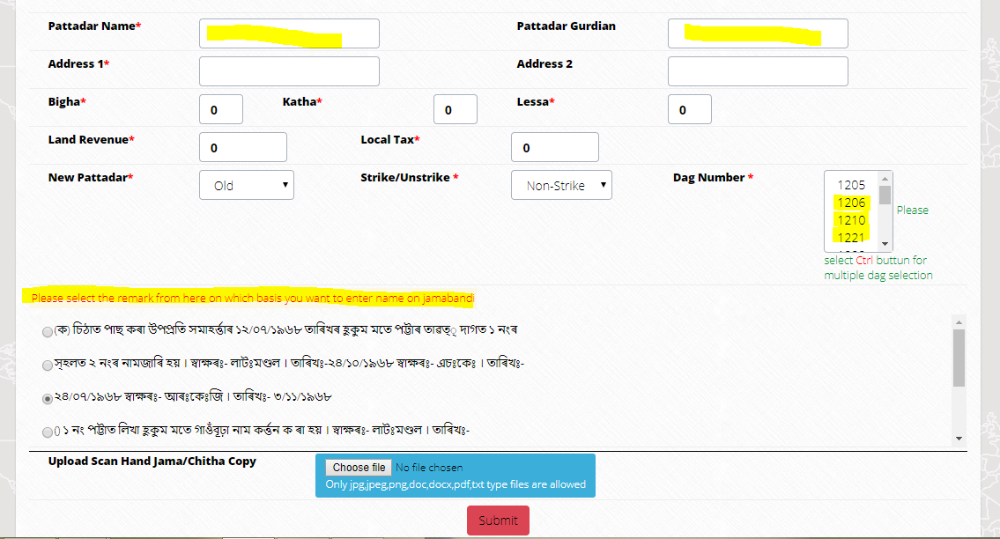 Pattadar Name* Pattadar Gurdian
Address 1* Address 2
Bigha* 0 Katha* 0 Lessa* 0
Land Revenue* 0 Local Tax* 0
New Pattadar* Old Strike/Unstrike * Non-Strike Dag Number * 1205
1206
1210
1221
Please
select Ctrl buttun for
multiple dag selection
Please select the remark from here on which basis you want to enter name on jamabandi
(ক) চিঠাত পাছ কৰা উপপ্ৰতি সমাহৰ্ত্তাৰ ১২/০৭/১৯৬৮ তাৰিখৰ হুকুম মতে পট্টাৰ তাৱত্ দাগত ১ নংৰ
স্হলত ২ নংৰ নামজাৰি হয় । স্বাক্ষৰঃ- লাটঃমণ্ডল । তাৰিখঃ-২৪/১০/১৯৬৮ স্বাক্ষৰঃ- এচঃকেঃ । তাৰিখঃ-
২৪/০৭/১৯৬৮ স্বাক্ষৰঃ- আৰঃকেঃজি । তাৰিখঃ- ৩/১১/১৯৬৮
() ১ নং পট্টাত লিখা হুকুম মতে গাওঁবূঢ়া নাম কৰ্ত্তন ক ৰা হয় । স্বাক্ষৰঃ- লাটঃমণ্ডল । তাৰিখঃ-
Upload Scan Hand Jama/Chitha Copy Choose file No file chosen
Only jpg,jpeg,png,doc,docx,pdf,txt type files are allowed
Submit